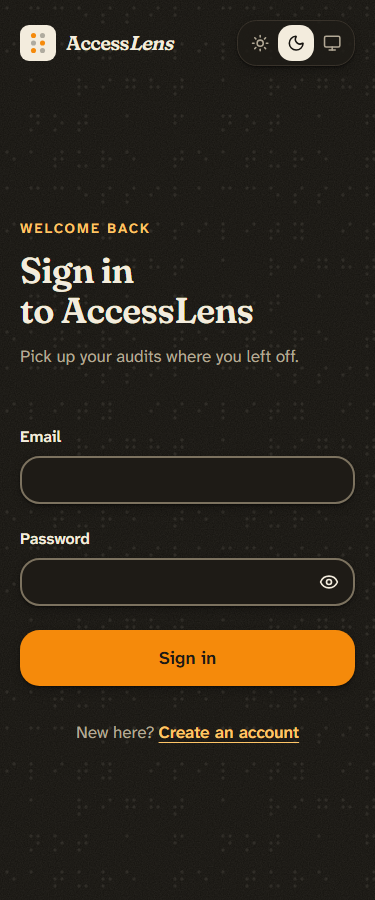 AccessLens
WELCOME BACK
Sign in
to AccessLens
Pick up your audits where you left off.
Email
Password
Sign in
New here? Create an account